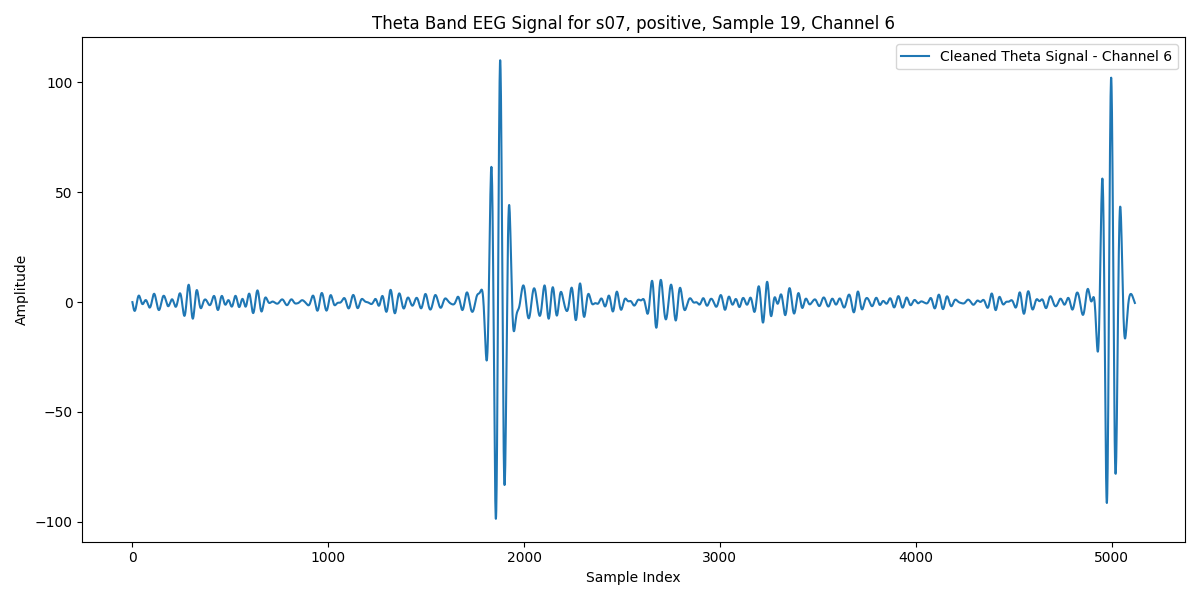 Theta Band EEG Signal for s07, positive, Sample 19, Channel 6
Cleaned Theta Signal - Channel 6
100
50
0
−50
−100
Amplitude
0 1000 2000 3000 4000 5000
Sample Index